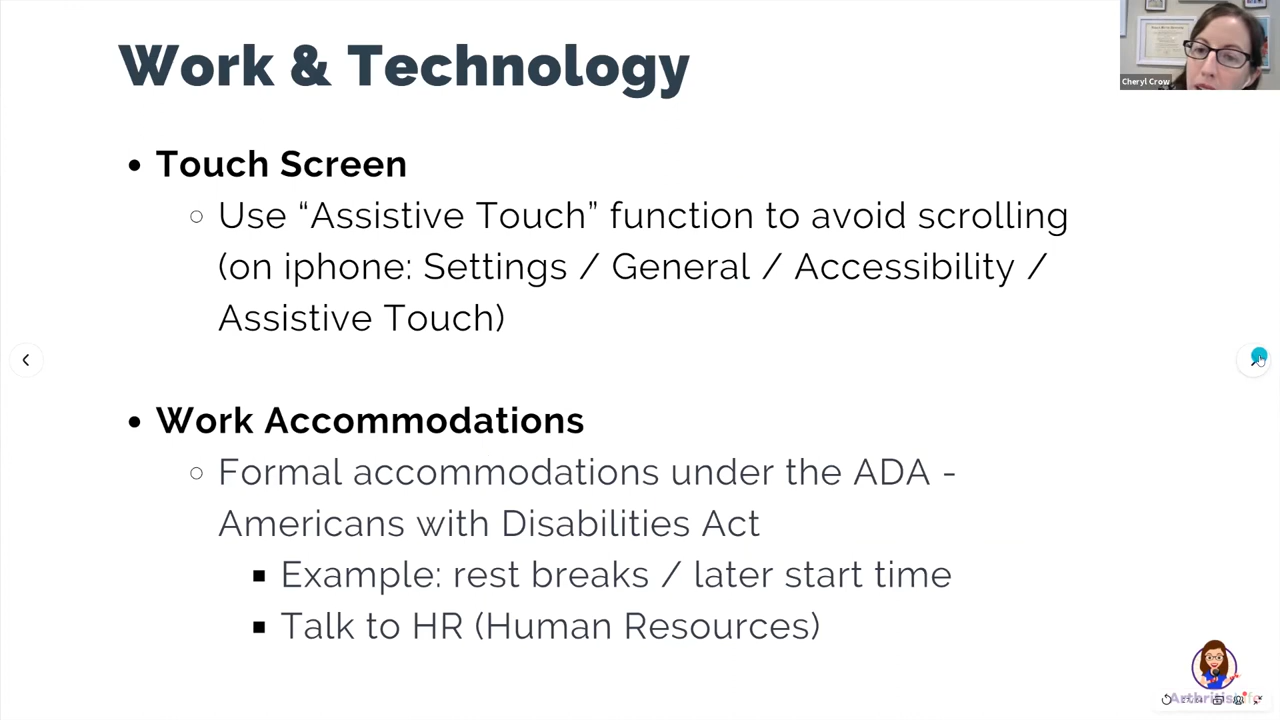 Work & Technology
Cheryl Crow
• Touch Screen
○ Use “Assistive Touch” function to avoid scrolling
(on iphone: Settings / General / Accessibility /
Assistive Touch)
• Work Accommodations
○ Formal accommodations under the ADA -
Americans with Disabilities Act
■ Example: rest breaks / later start time
■ Talk to HR (Human Resources)
Arthritis Life